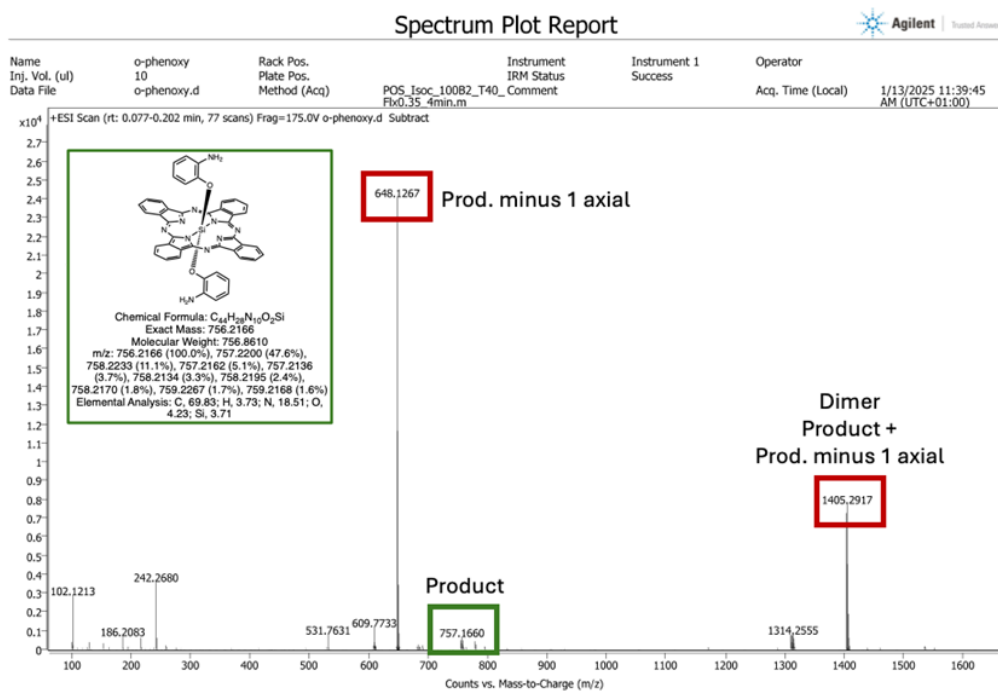 Spectrum Plot Report
Agilent | Trusted Answe
Name o-phenoxy Rack Pos. Instrument Instrument 1 Operator
Inj. Vol. (ul) 10 Plate Pos. IRM Status Success
Data File o-phenoxy.d Method (Acq) POS_Isoc_100B2_T40_ Comment Acq. Time (Local) 1/13/2025 11:39:45
Flx0.35_4min.m AM (UTC+01:00)
x10⁴ +ESI Scan (rt: 0.077-0.202 min, 77 scans) Frag=175.0V o-phenoxy.d Subtract
2.7
2.6
2.5
2.4
2.3
2.2
2.1
2
1.9
1.8
1.7
1.6
1.5
1.4
1.3
1.2
1.1
1
0.9
0.8
0.7
0.6
0.5
0.4
0.3
0.2
0.1
0
NH₂
O
N N N
N Si N
N N N
O
H₂N
Chemical Formula: C₄₄H₂₈N₁₀O₂Si
Exact Mass: 756.2166
Molecular Weight: 756.8610
m/z: 756.2166 (100.0%), 757.2200 (47.6%),
758.2233 (11.1%), 757.2162 (5.1%), 757.2136
(3.7%), 758.2134 (3.3%), 758.2195 (2.4%),
758.2170 (1.8%), 759.2267 (1.7%), 759.2168 (1.6%)
Elemental Analysis: C, 69.83; H, 3.73; N, 18.51; O,
4.23; Si, 3.71
648.1267
Prod. minus 1 axial
Dimer
Product +
Prod. minus 1 axial
1405.2917
Product
757.1660
102.1213
186.2083
242.2680
531.7631
609.7733
1314.2555
100 200 300 400 500 600 700 800 900 1000 1100 1200 1300 1400 1500 1600
Counts vs. Mass-to-Charge (m/z)